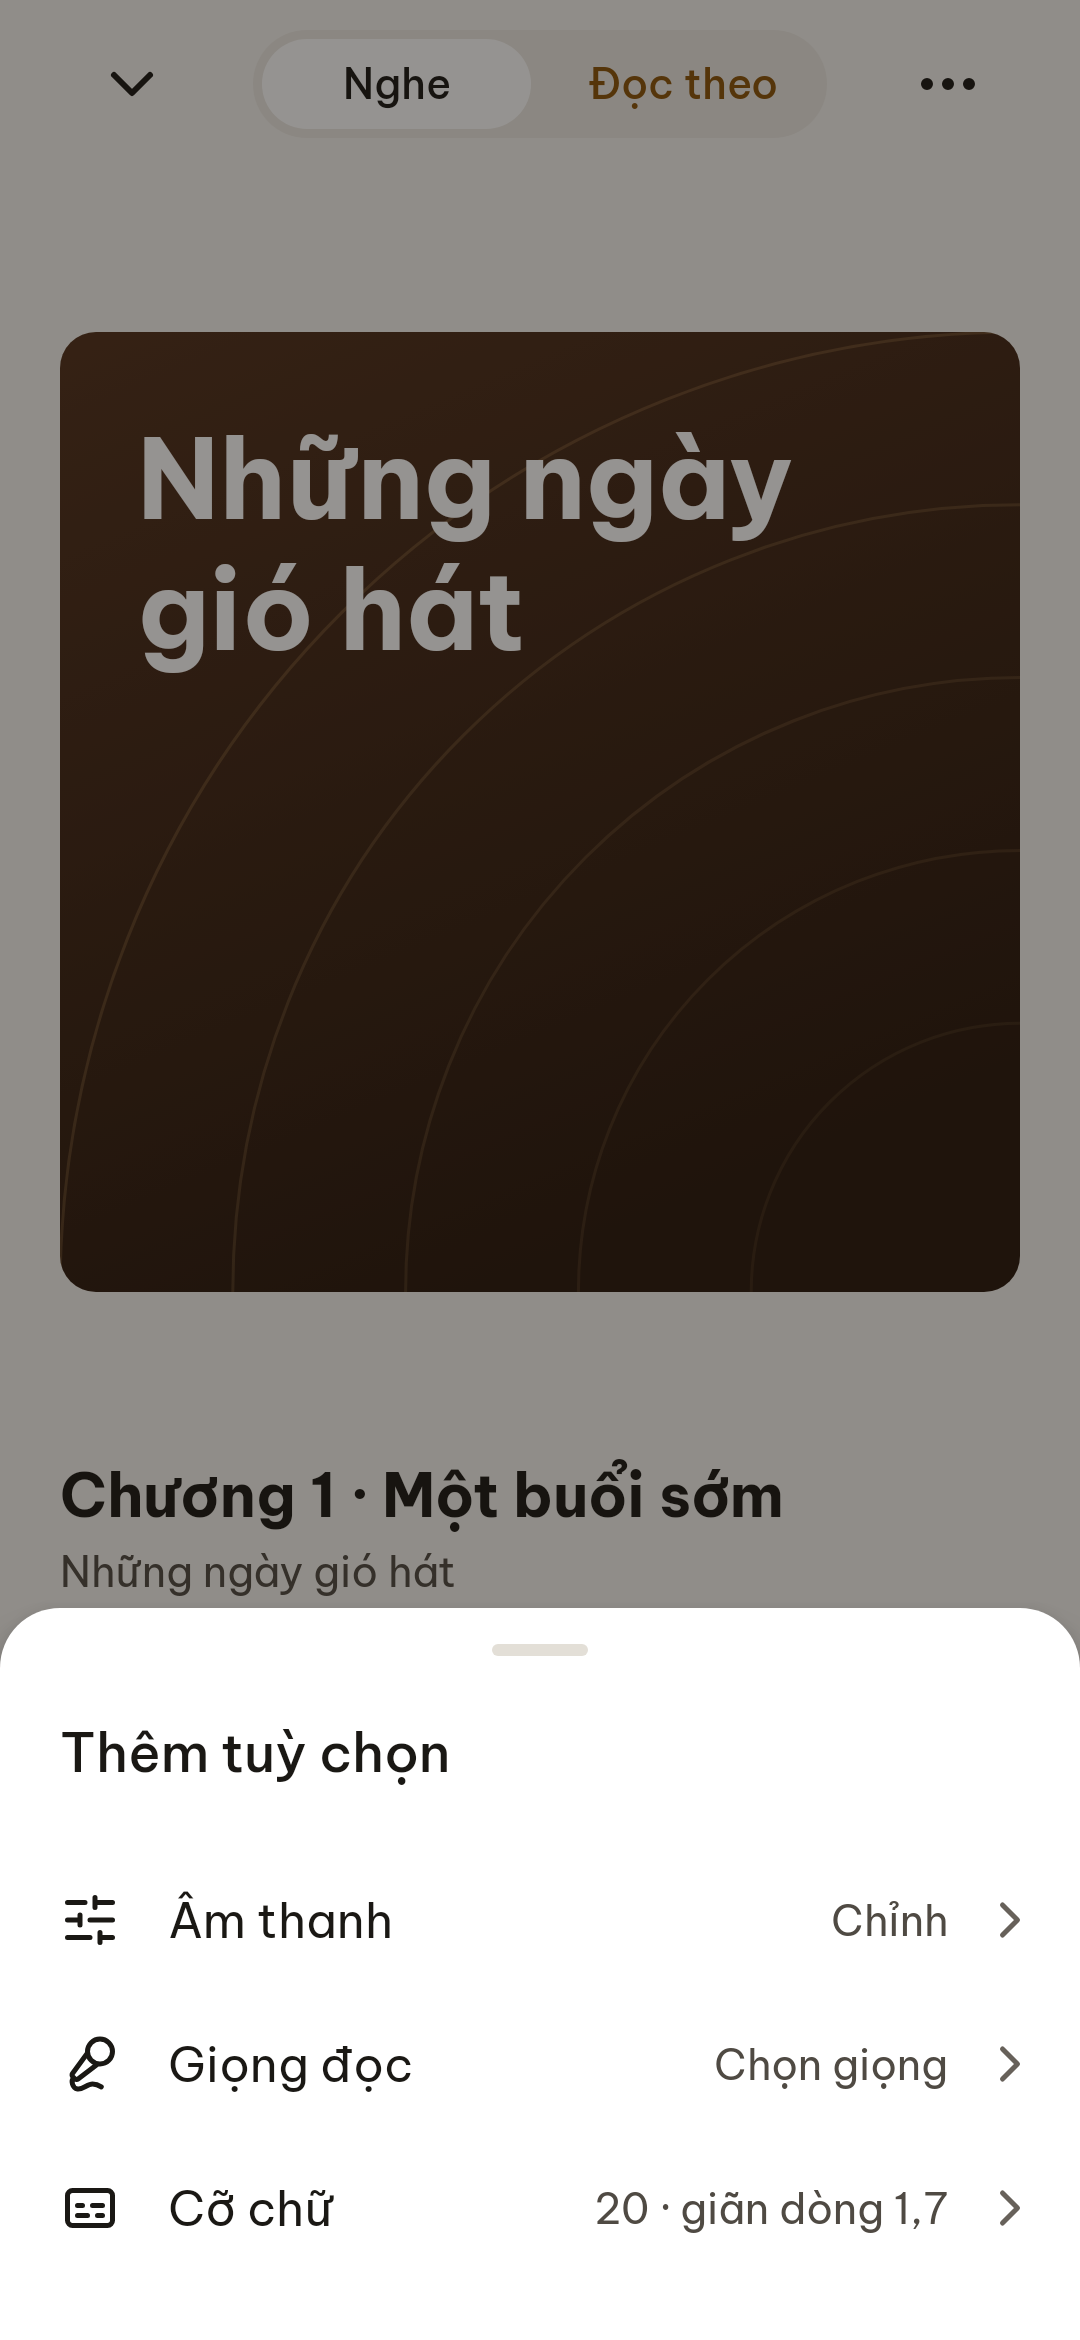 Nghe
Đọc theo
Những ngày
gió hát
Chương 1 · Một buổi sớm
Những ngày gió hát
Thêm tuỳ chọn
Âm thanh
Chỉnh
Giọng đọc
Chọn giọng
Cỡ chữ
20 · giãn dòng 1,7